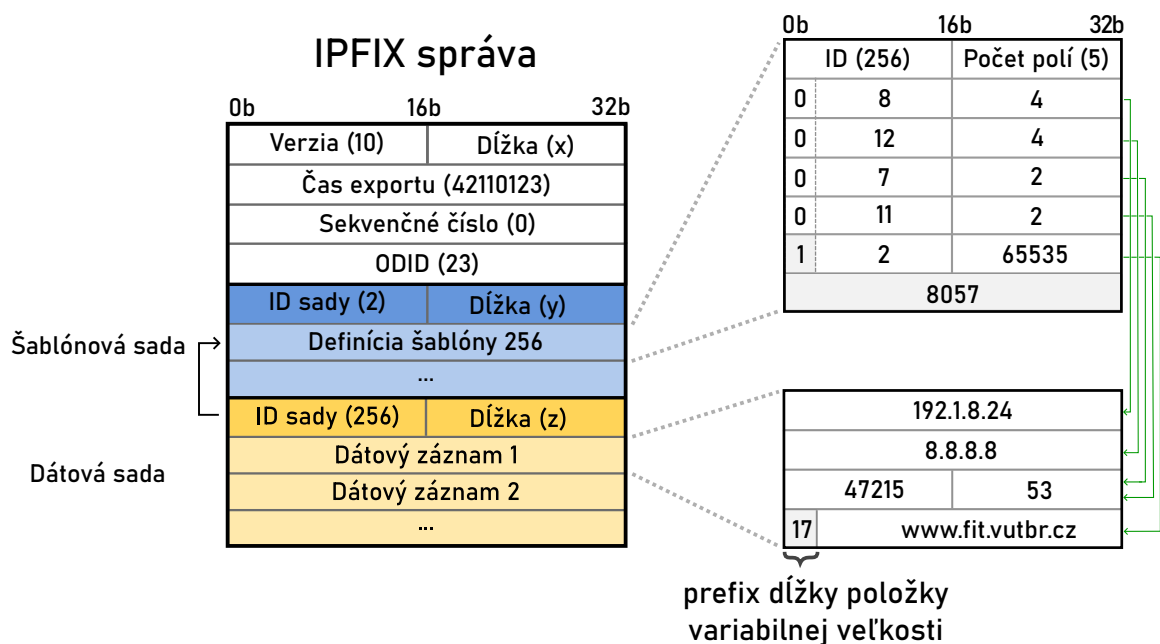 IPFIX správa
0b 16b 32b
Verzia (10) Dĺžka (x)
Čas exportu (42110123)
Sekvenčné číslo (0)
ODID (23)
ID sady (2) Dĺžka (y)
Definícia šablóny 256
...
ID sady (256) Dĺžka (z)
Dátový záznam 1
Dátový záznam 2
...
Šablónová sada
Dátová sada
0b 16b 32b
ID (256) Počet polí (5)
0 8 4
0 12 4
0 7 2
0 11 2
1 2 65535
8057
192.1.8.24
8.8.8.8
47215 53
17 www.fit.vutbr.cz
prefix dĺžky položky
variabilnej veľkosti